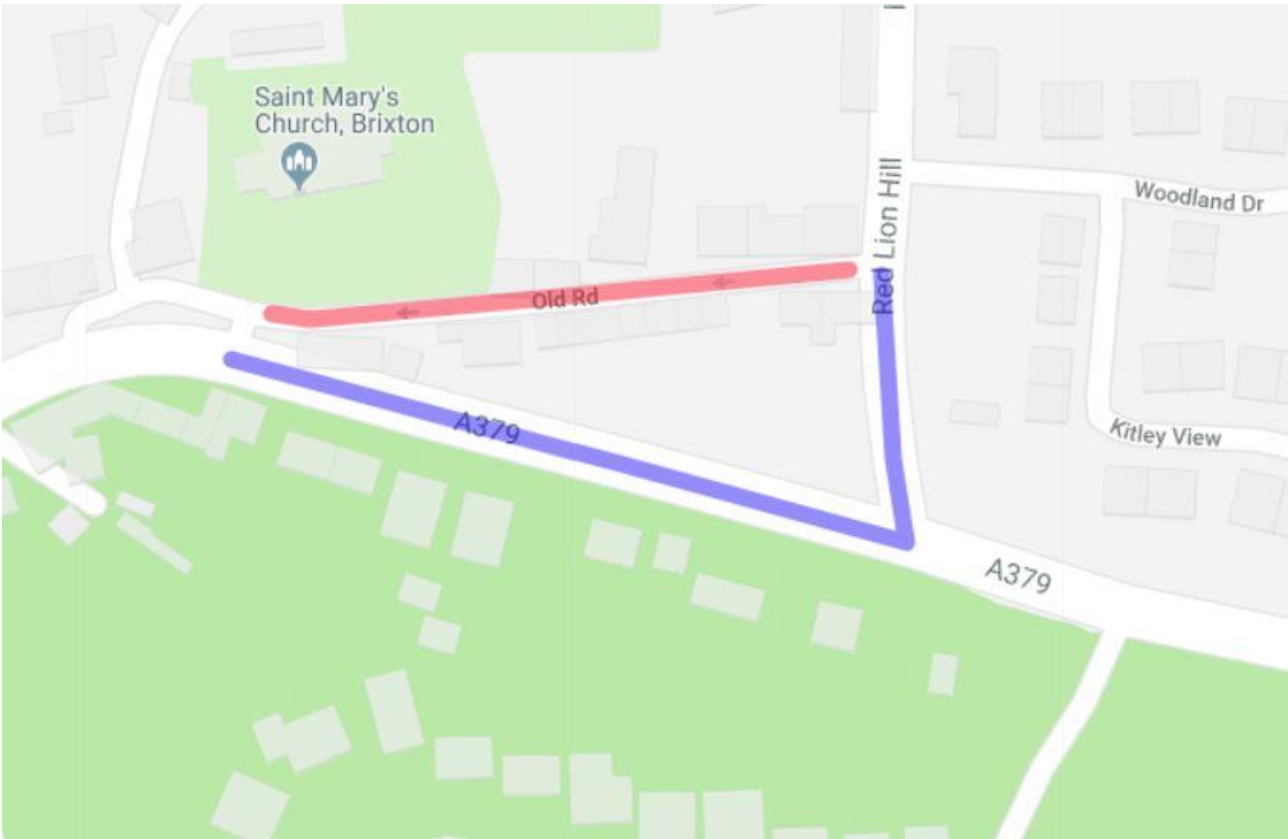 Saint Mary's
Church, Brixton
Red Lion Hill
Woodland Dr
Old Rd
A379
Kitley View
A379